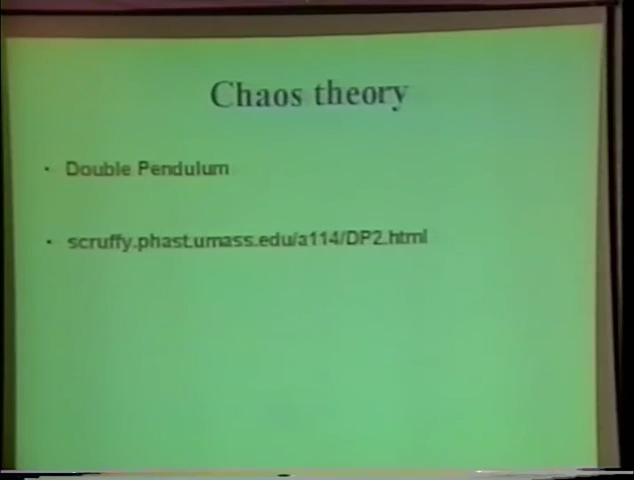 Chaos theory
• Double Pendulum
• scruffy.phast.umass.edu/a114/DP2.html